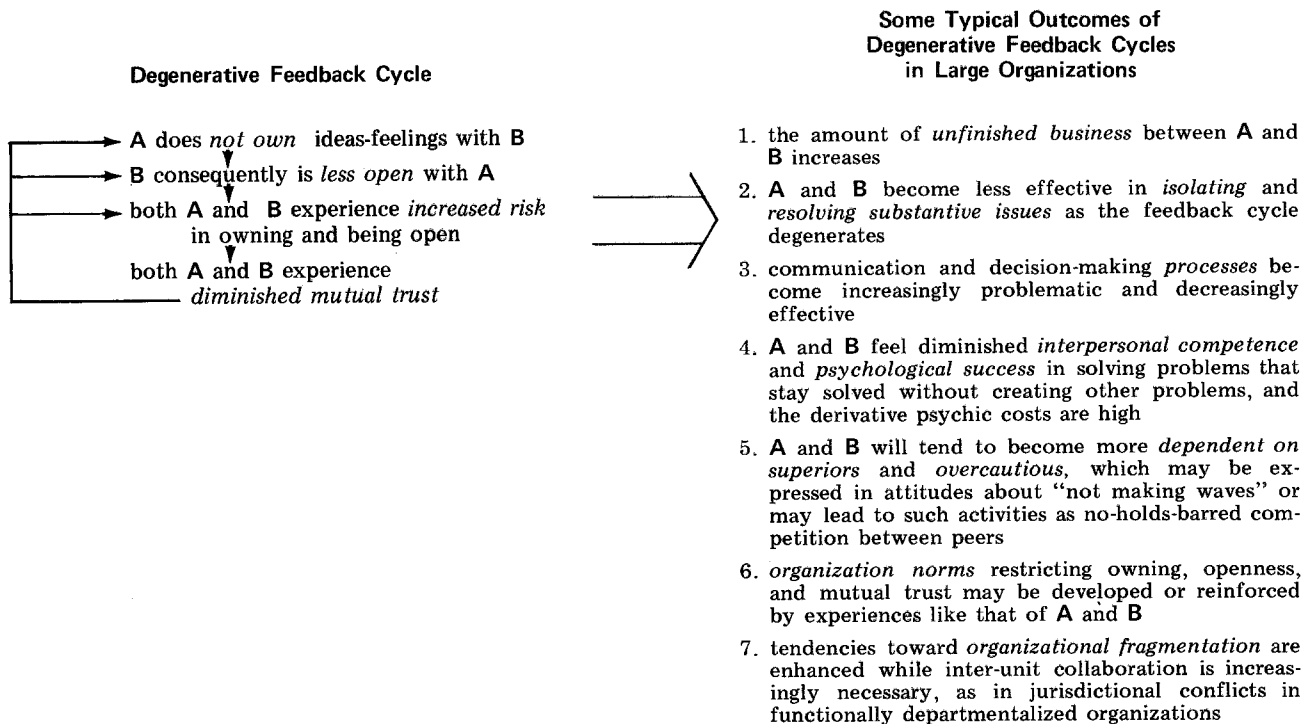 Degenerative Feedback Cycle
A does not own ideas-feelings with B
B consequently is less open with A
both A and B experience increased risk
in owning and being open
both A and B experience
diminished mutual trust
Some Typical Outcomes of
Degenerative Feedback Cycles
in Large Organizations
1. the amount of unfinished business between A and
B increases
2. A and B become less effective in isolating and
resolving substantive issues as the feedback cycle
degenerates
3. communication and decision-making processes be-
come increasingly problematic and decreasingly
effective
4. A and B feel diminished interpersonal competence
and psychological success in solving problems that
stay solved without creating other problems, and
the derivative psychic costs are high
5. A and B will tend to become more dependent on
superiors and overcautious, which may be ex-
pressed in attitudes about “not making waves” or
may lead to such activities as no-holds-barred com-
petition between peers
6. organization norms restricting owning, openness,
and mutual trust may be developed or reinforced
by experiences like that of A and B
7. tendencies toward organizational fragmentation are
enhanced while inter-unit collaboration is increas-
ingly necessary, as in jurisdictional conflicts in
functionally departmentalized organizations